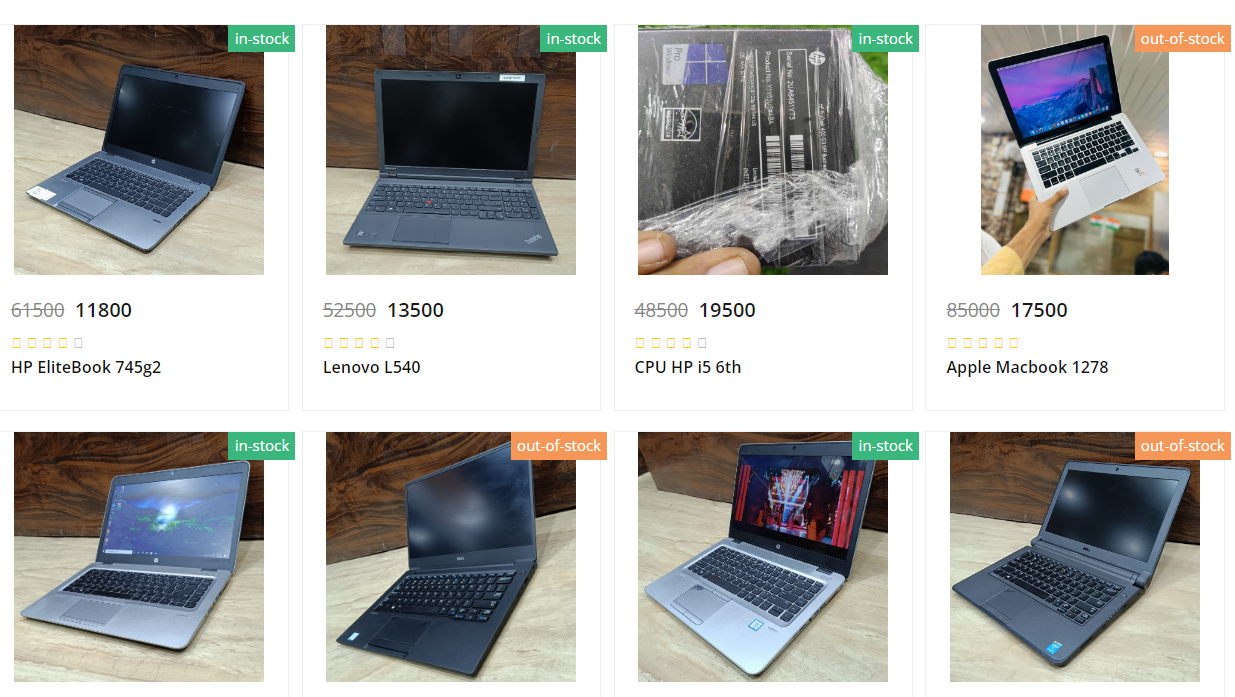 in-stock
in-stock
in-stock
out-of-stock
61500 11800
52500 13500
48500 19500
85000 17500
HP EliteBook 745g2
Lenovo L540
CPU HP i5 6th
Apple Macbook 1278
in-stock
out-of-stock
in-stock
out-of-stock